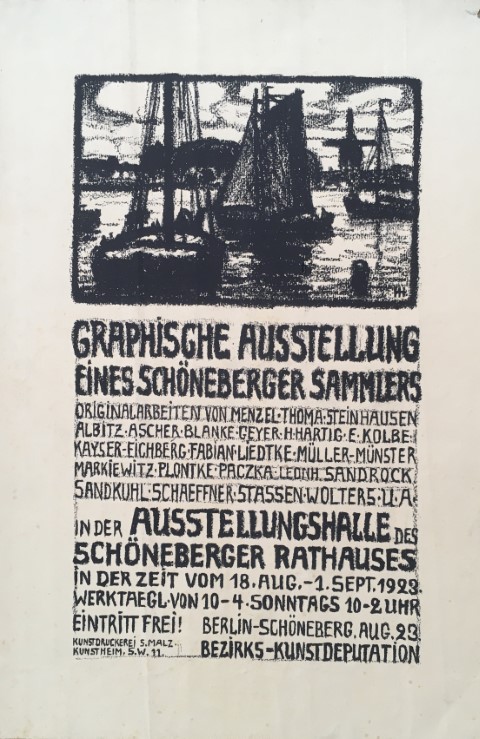 GRAPHISCHE AUSSTELLUNG
EINES SCHÖNEBERGER SAMMLERS
ORIGINALARBEITEN VON MENZEL·THOMA·STEINHAUSEN
ALBITZ·ASCHER·BLANKE·GEYER·H·HARTIG·E·KOLBE·
KAYSER-EICHBERG·FABIAN·LIEDTKE·MÜLLER-MÜNSTER
MARKIEWITZ·PLONTKE·PACZKA·LEONH·SANDROCK
SANDKUHL·SCHAEFFNER·STASSEN·WOLTERS·U.A.
IN DER AUSSTELLUNGSHALLE DES
SCHÖNEBERGER RATHAUSES
IN DER ZEIT VOM 18. AUG.-1. SEPT. 1923.
WERKTAEGL·VON 10-4·SONNTAGS 10-2 UHR
EINTRITT FREI! BERLIN-SCHÖNEBERG. AUG. 23
KUNSTDRUCKEREI S. MALZ·
KUNSTHEIM. S.W. 11. BEZIRKS-KUNSTDEPUTATION